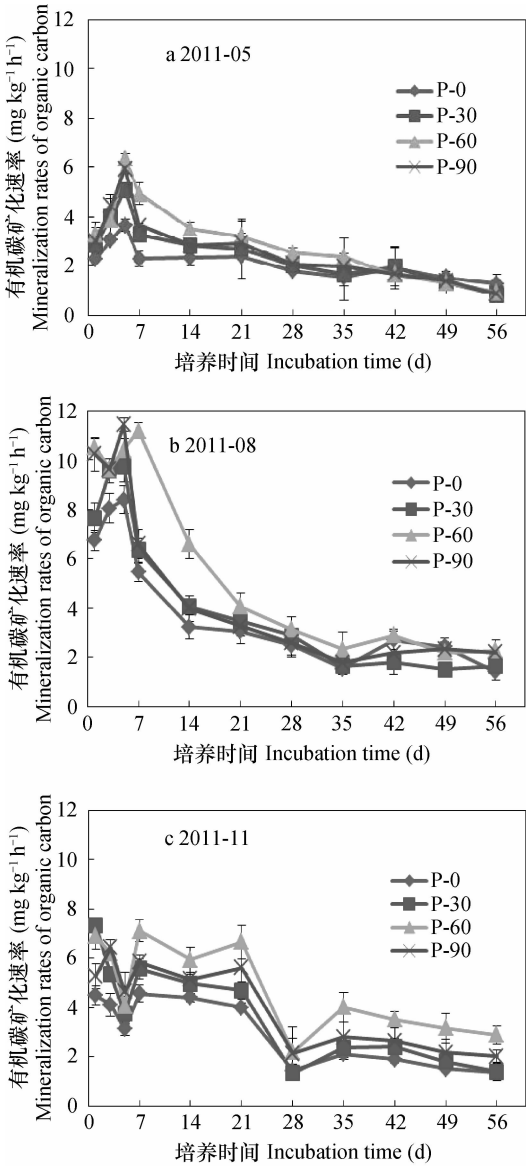 有机碳矿化速率 (mg kg⁻¹ h⁻¹)
Mineralization rates of organic carbon
12
10
8
6
4
2
0
a 2011-05
P-0
P-30
P-60
P-90
0 7 14 21 28 35 42 49 56
培养时间 Incubation time (d)
有机碳矿化速率 (mg kg⁻¹ h⁻¹)
Mineralization rates of organic carbon
12
10
8
6
4
2
0
b 2011-08
P-0
P-30
P-60
P-90
0 7 14 21 28 35 42 49 56
培养时间 Incubation time (d)
有机碳矿化速率 (mg kg⁻¹ h⁻¹)
Mineralization rates of organic carbon
12
10
8
6
4
2
0
c 2011-11
P-0
P-30
P-60
P-90
0 7 14 21 28 35 42 49 56
培养时间 Incubation time (d)